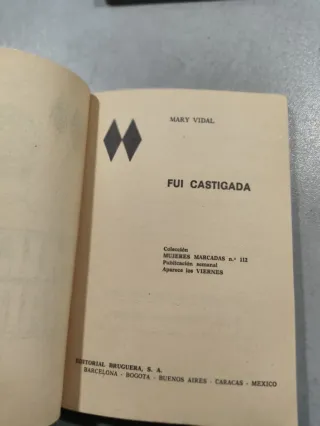 MARY VIDAL
FUI CASTIGADA
Colección
MUJERES MARCADAS n.º 112
Publicación semanal
Aparece los VIERNES
EDITORIAL BRUGUERA, S. A.
BARCELONA - BOGOTA - BUENOS AIRES - CARACAS - MEXICO